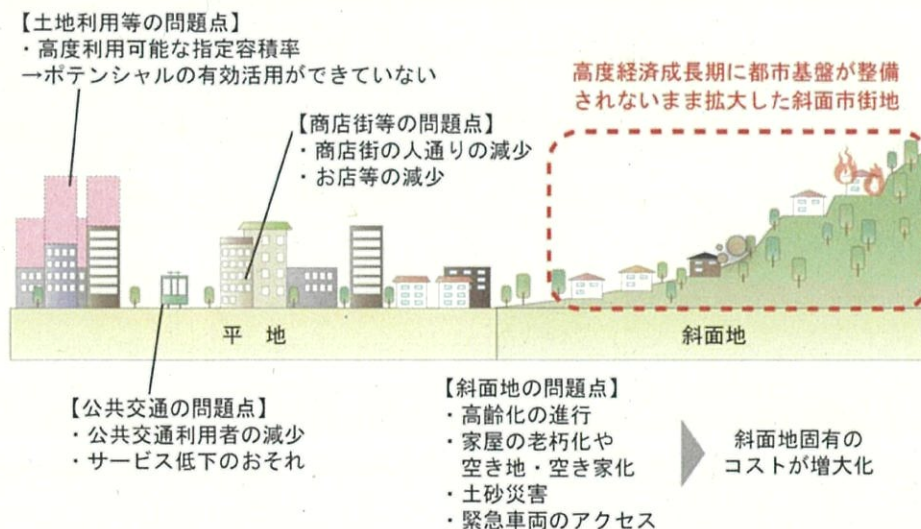 【土地利用等の問題点】
・高度利用可能な指定容積率
→ポテンシャルの有効活用ができていない
高度経済成長期に都市基盤が整備
されないまま拡大した斜面市街地
【商店街等の問題点】
・商店街の人通りの減少
・お店等の減少
平 地
斜面地
【公共交通の問題点】
・公共交通利用者の減少
・サービス低下のおそれ
【斜面地の問題点】
・高齢化の進行
・家屋の老朽化や
空き地・空き家化
・土砂災害
・緊急車両のアクセス
斜面地固有の
コストが増大化